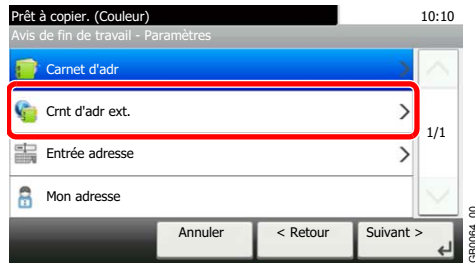 Prêt à copier. (Couleur) 10:10
Avis de fin de travail - Paramètres
Carnet d'adr
Crnt d'adr ext.
1/1
Entrée adresse
Mon adresse
Annuler < Retour Suivant >
GB0064_00